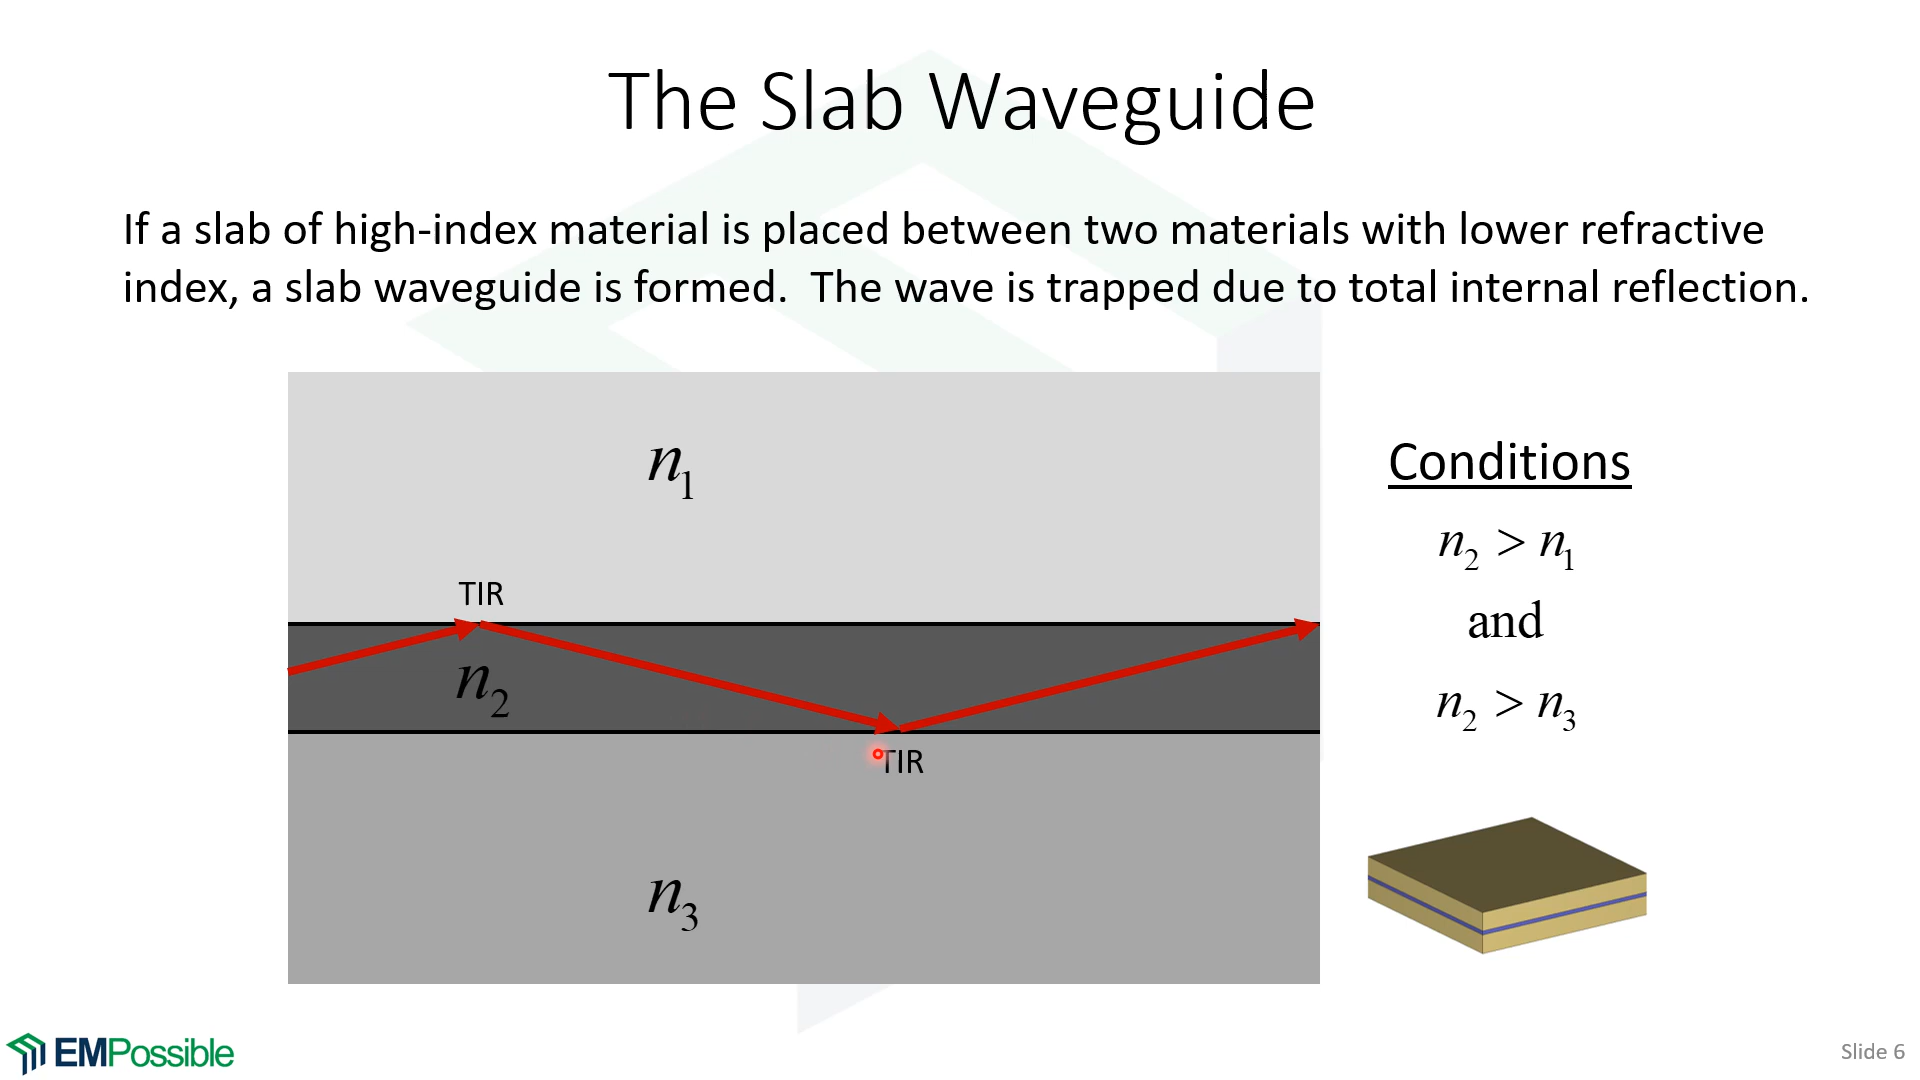 The Slab Waveguide
If a slab of high-index material is placed between two materials with lower refractive
index, a slab waveguide is formed.  The wave is trapped due to total internal reflection.
n₁
Conditions
n₂ > n₁
TIR
and
n₂
n₂ > n₃
TIR
n₃
EMPossible
Slide 6